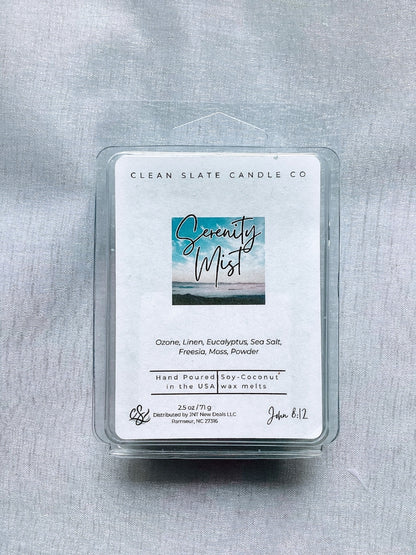 CLEAN SLATE CANDLE CO
Serenity
Mist
Ozone, Linen, Eucalyptus, Sea Salt,
Freesia, Moss, Powder
Hand Poured Soy-Coconut
in the USA wax melts
2.5 oz / 71 g
Distributed by JNT New Deals LLC
Ramseur, NC 27316
John 8:12